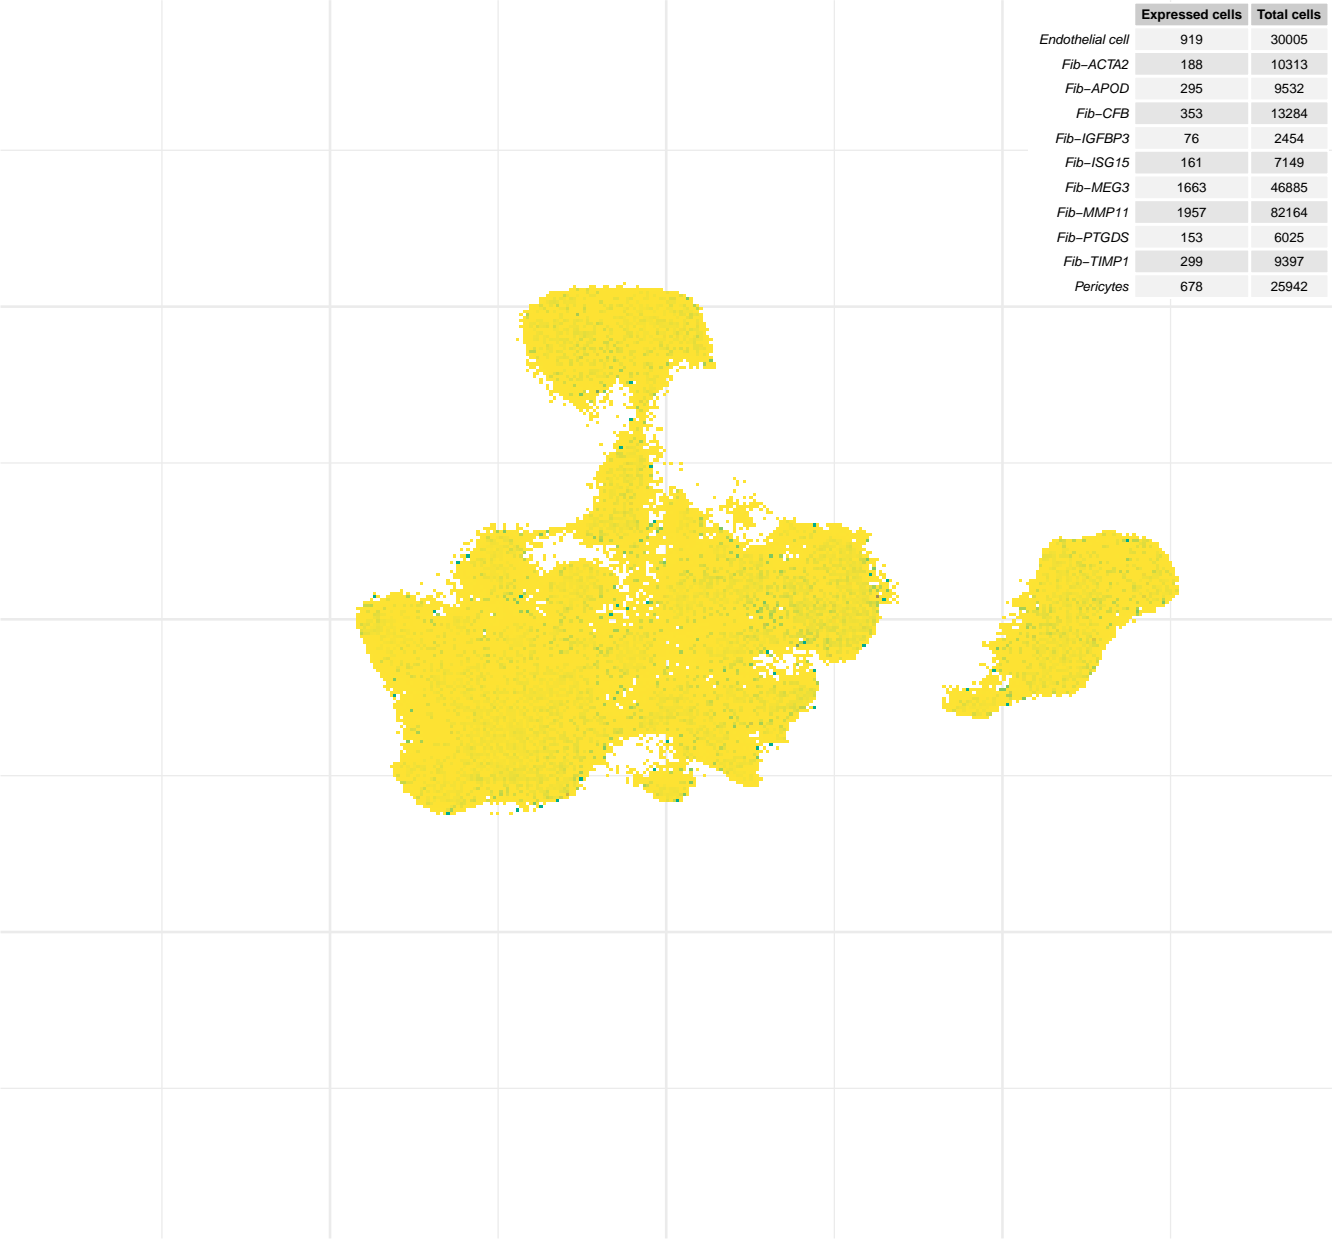 Expressed cells Total cells
Endothelial cell 919 30005
Fib−ACTA2 188 10313
Fib−APOD 295 9532
Fib−CFB 353 13284
Fib−IGFBP3 76 2454
Fib−ISG15 161 7149
Fib−MEG3 1663 46885
Fib−MMP11 1957 82164
Fib−PTGDS 153 6025
Fib−TIMP1 299 9397
Pericytes 678 25942